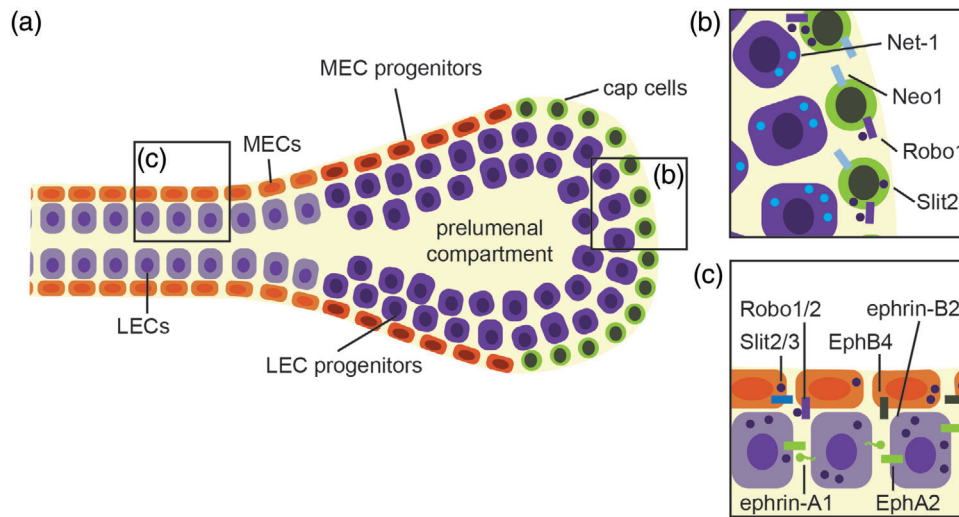 (a)
MEC progenitors
cap cells
(c)
MECs
(b)
prelumenal
compartment
LECs
LEC progenitors
(b)
Net-1
Neo1
Robo1
Slit2
(c)
Robo1/2
ephrin-B2
Slit2/3
EphB4
ephrin-A1
EphA2